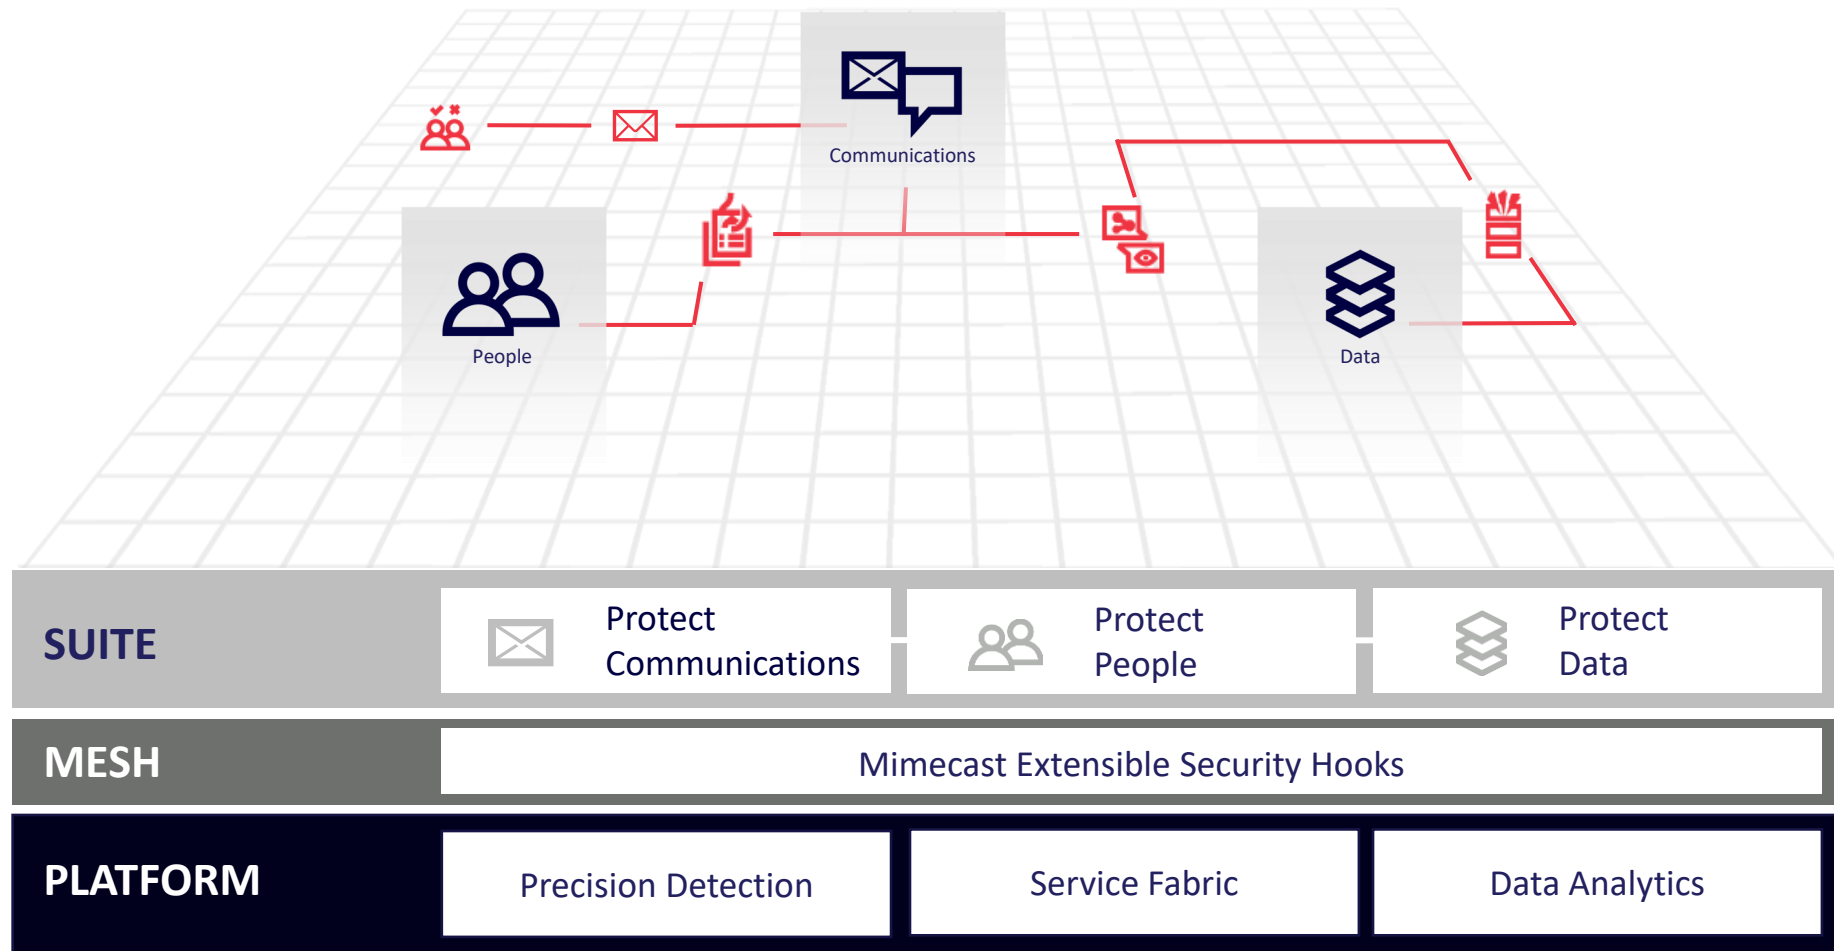 Communications
People
Data
SUITE
Protect
Communications
Protect
People
Protect
Data
MESH
Mimecast Extensible Security Hooks
PLATFORM
Precision Detection
Service Fabric
Data Analytics